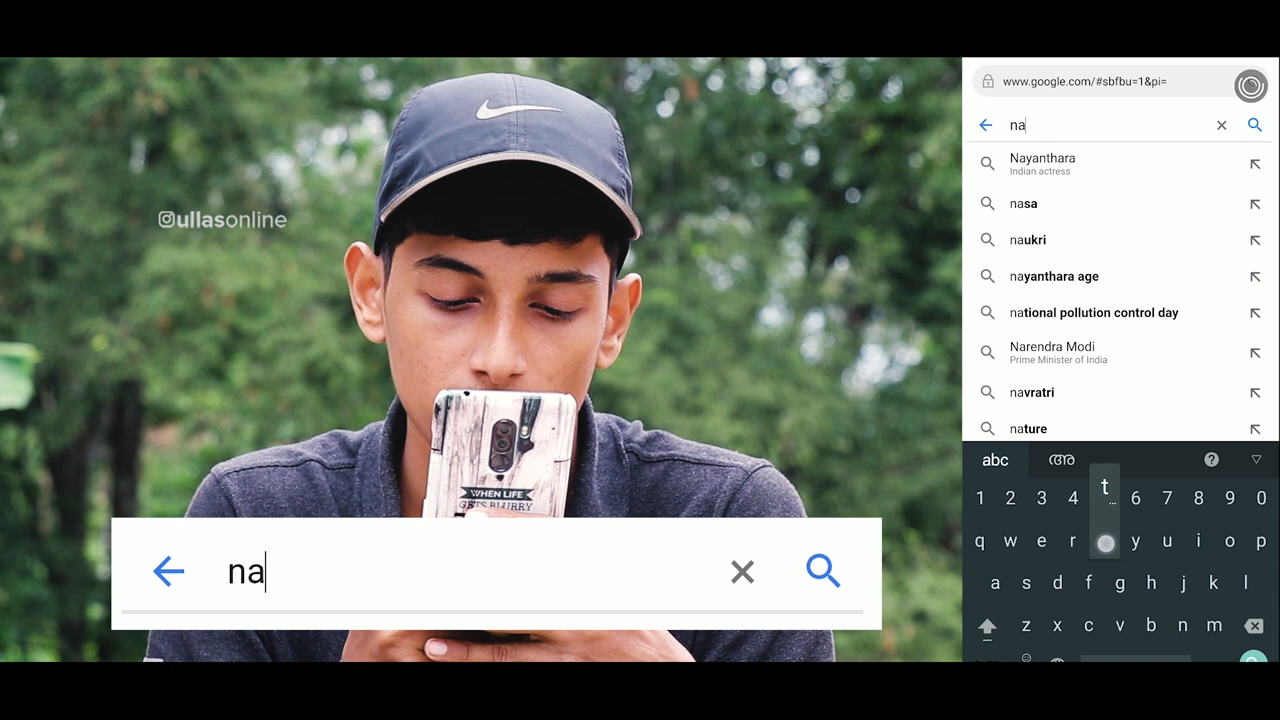 ullasonline
WHEN LIFE
GETS BLURRY
na
www.google.com/#sbfbu=1&pi=
na
Nayanthara
Indian actress
nasa
naukri
nayanthara age
national pollution control day
Narendra Modi
Prime Minister of India
navratri
nature
abc അആ
t
1 2 3 4 6 7 8 9 0
q w e r y u i o p
a s d f g h j k l
z x c v b n m